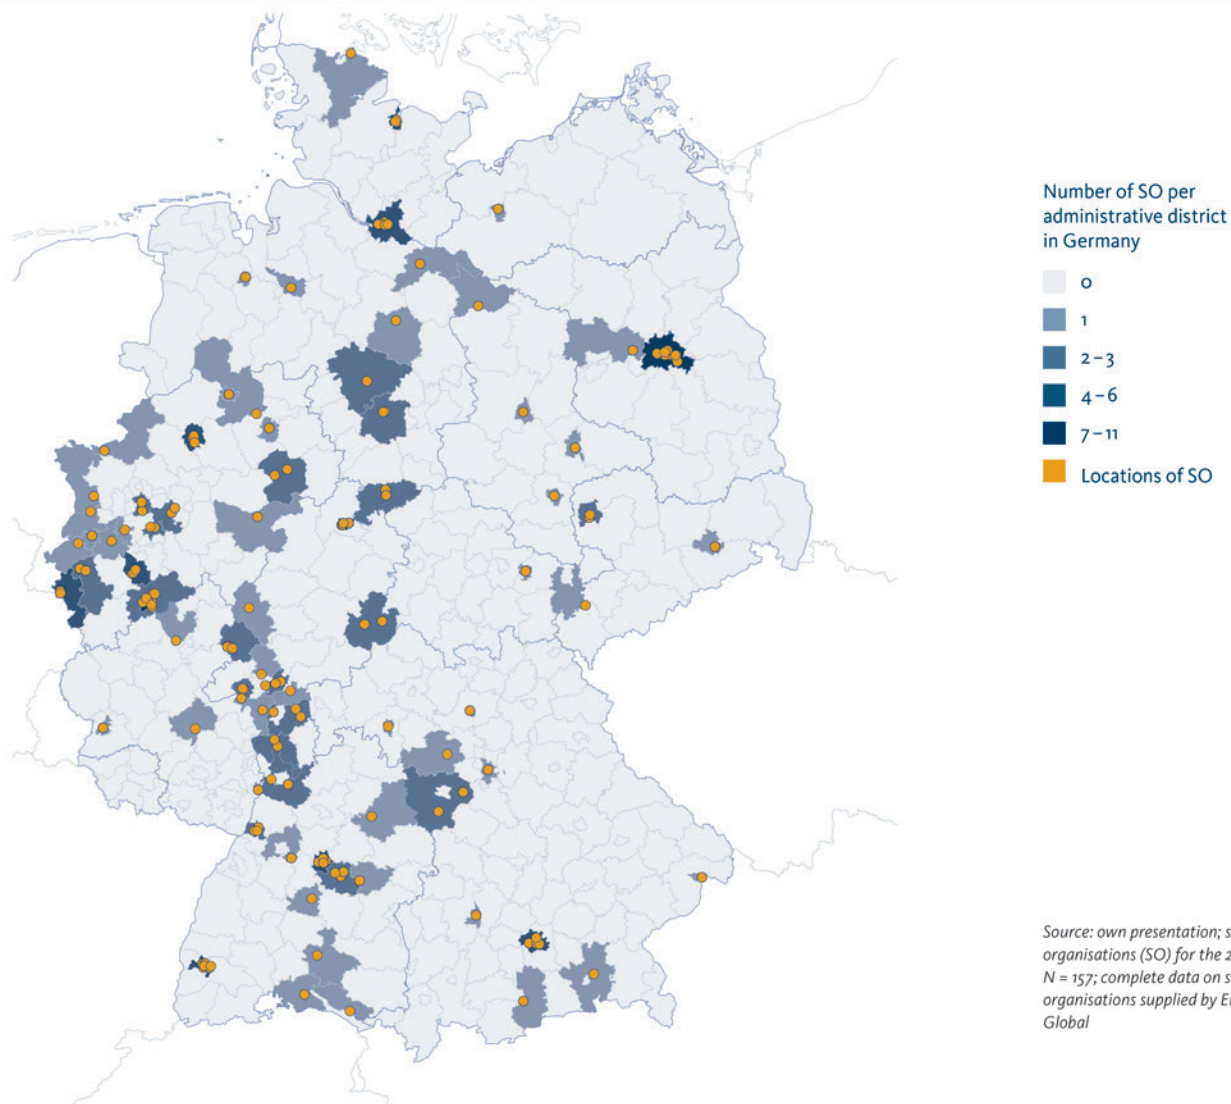 Number of SO per
administrative district
in Germany
0
1
2–3
4–6
7–11
Locations of SO
Source: own presentation;
organisations (SO) for the
N = 157; complete data on
organisations supplied by
Global